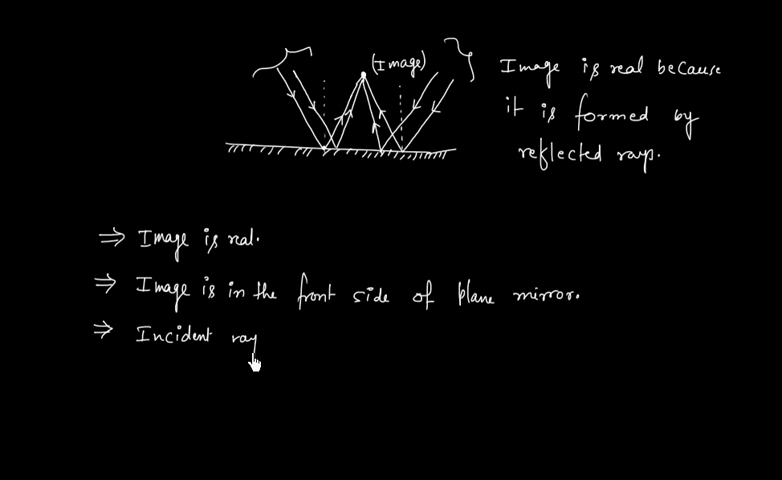 (Image)
Image is real because
it is formed by
reflected rays.
⇒ Image is real.
⇒ Image is in the front side of plane mirror.
⇒ Incident ray